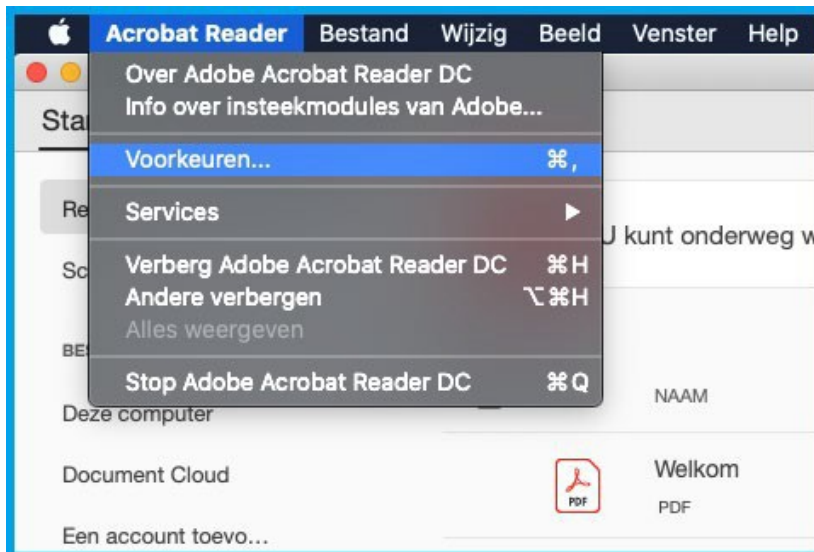 Acrobat Reader Bestand Wijzig Beeld Venster Help
Over Adobe Acrobat Reader DC
Info over insteekmodules van Adobe...
Voorkeuren... ⌘,
Services ▶
U kunt onderweg w
Verberg Adobe Acrobat Reader DC ⌘H
Andere verbergen ⌥⌘H
Alles weergeven
Stop Adobe Acrobat Reader DC ⌘Q
NAAM
Deze computer
Document Cloud
Welkom
PDF
PDF
Een account toevo...